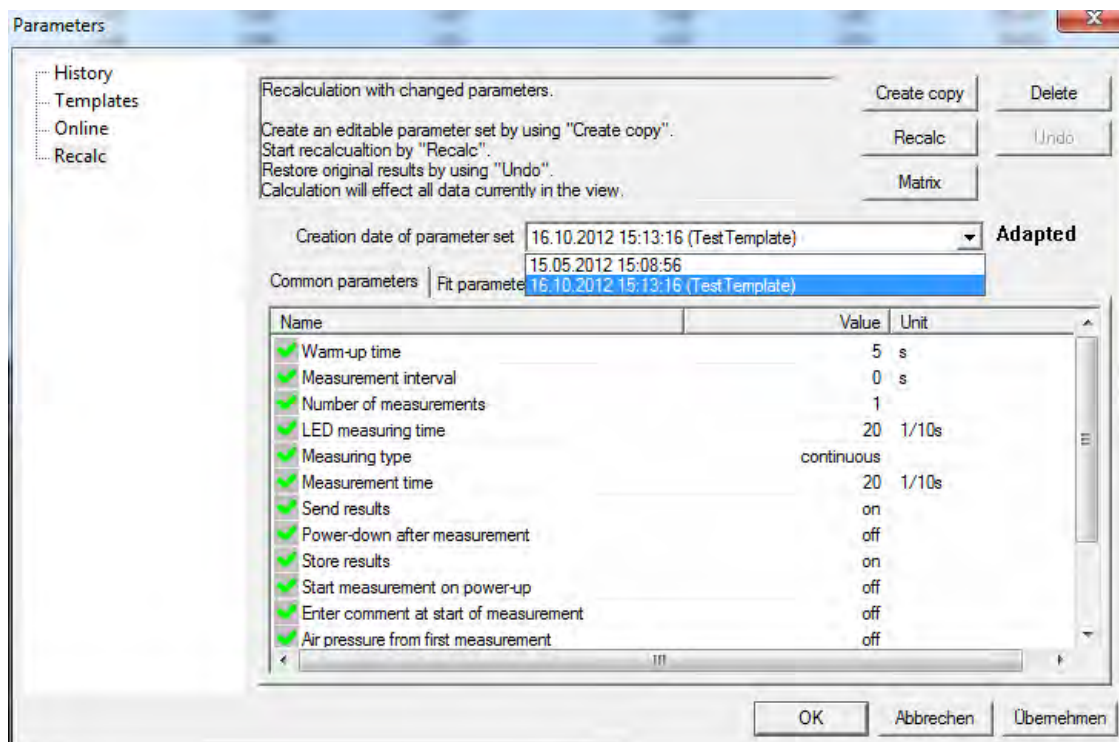 Parameters
History
Templates
Online
Recalc
Recalculation with changed parameters.
Create an editable parameter set by using "Create copy".
Start recalcualtion by "Recalc".
Restore original results by using "Undo".
Calculation will effect all data currently in the view.
Create copy
Delete
Recalc
Undo
Matrix
Creation date of parameter set
16.10.2012 15:13:16 (TestTemplate)
Adapted
15.05.2012 15:08:56
16.10.2012 15:13:16 (TestTemplate)
Common parameters
Fit paramete
Name Value Unit
Warm-up time 5 s
Measurement interval 0 s
Number of measurements 1
LED measuring time 20 1/10s
Measuring type continuous
Measurement time 20 1/10s
Send results on
Power-down after measurement off
Store results on
Start measurement on power-up off
Enter comment at start of measurement off
Air pressure from first measurement off
OK
Abbrechen
Übernehmen